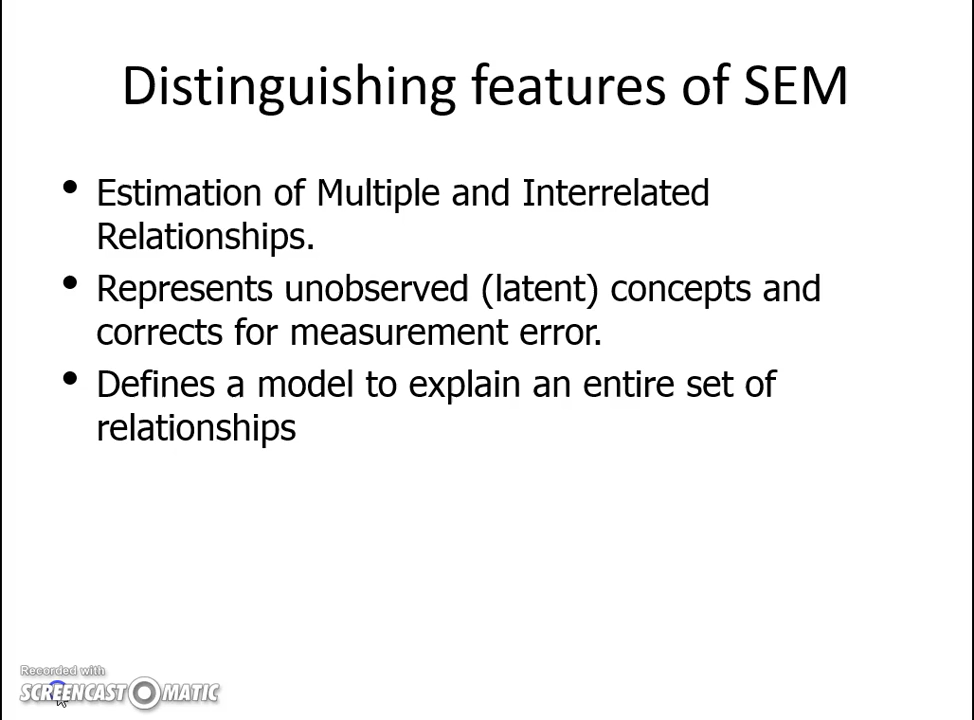 Distinguishing features of SEM
• Estimation of Multiple and Interrelated
Relationships.
• Represents unobserved (latent) concepts and
corrects for measurement error.
• Defines a model to explain an entire set of
relationships
Recorded with
SCREENCAST MATIC